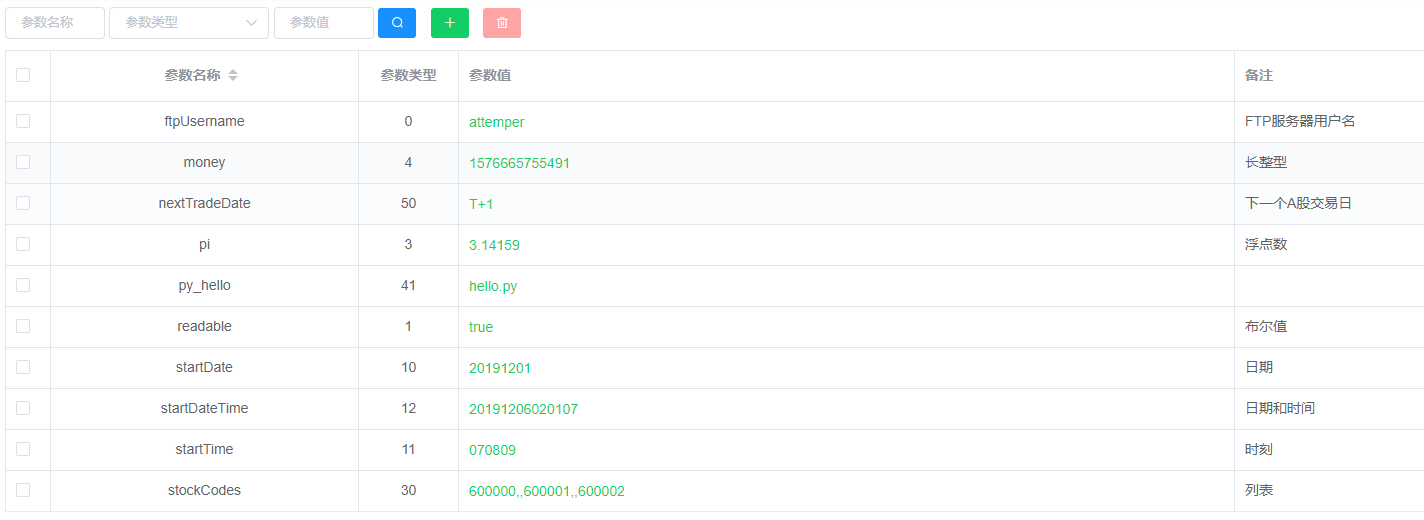 参数名称 参数类型 参数值
参数名称 参数类型 参数值 备注
ftpUsername 0 attemper FTP服务器用户名
money 4 1576665755491 长整型
nextTradeDate 50 T+1 下一个A股交易日
pi 3 3.14159 浮点数
py_hello 41 hello.py
readable 1 true 布尔值
startDate 10 20191201 日期
startDateTime 12 20191206020107 日期和时间
startTime 11 070809 时刻
stockCodes 30 600000,,600001,,600002 列表